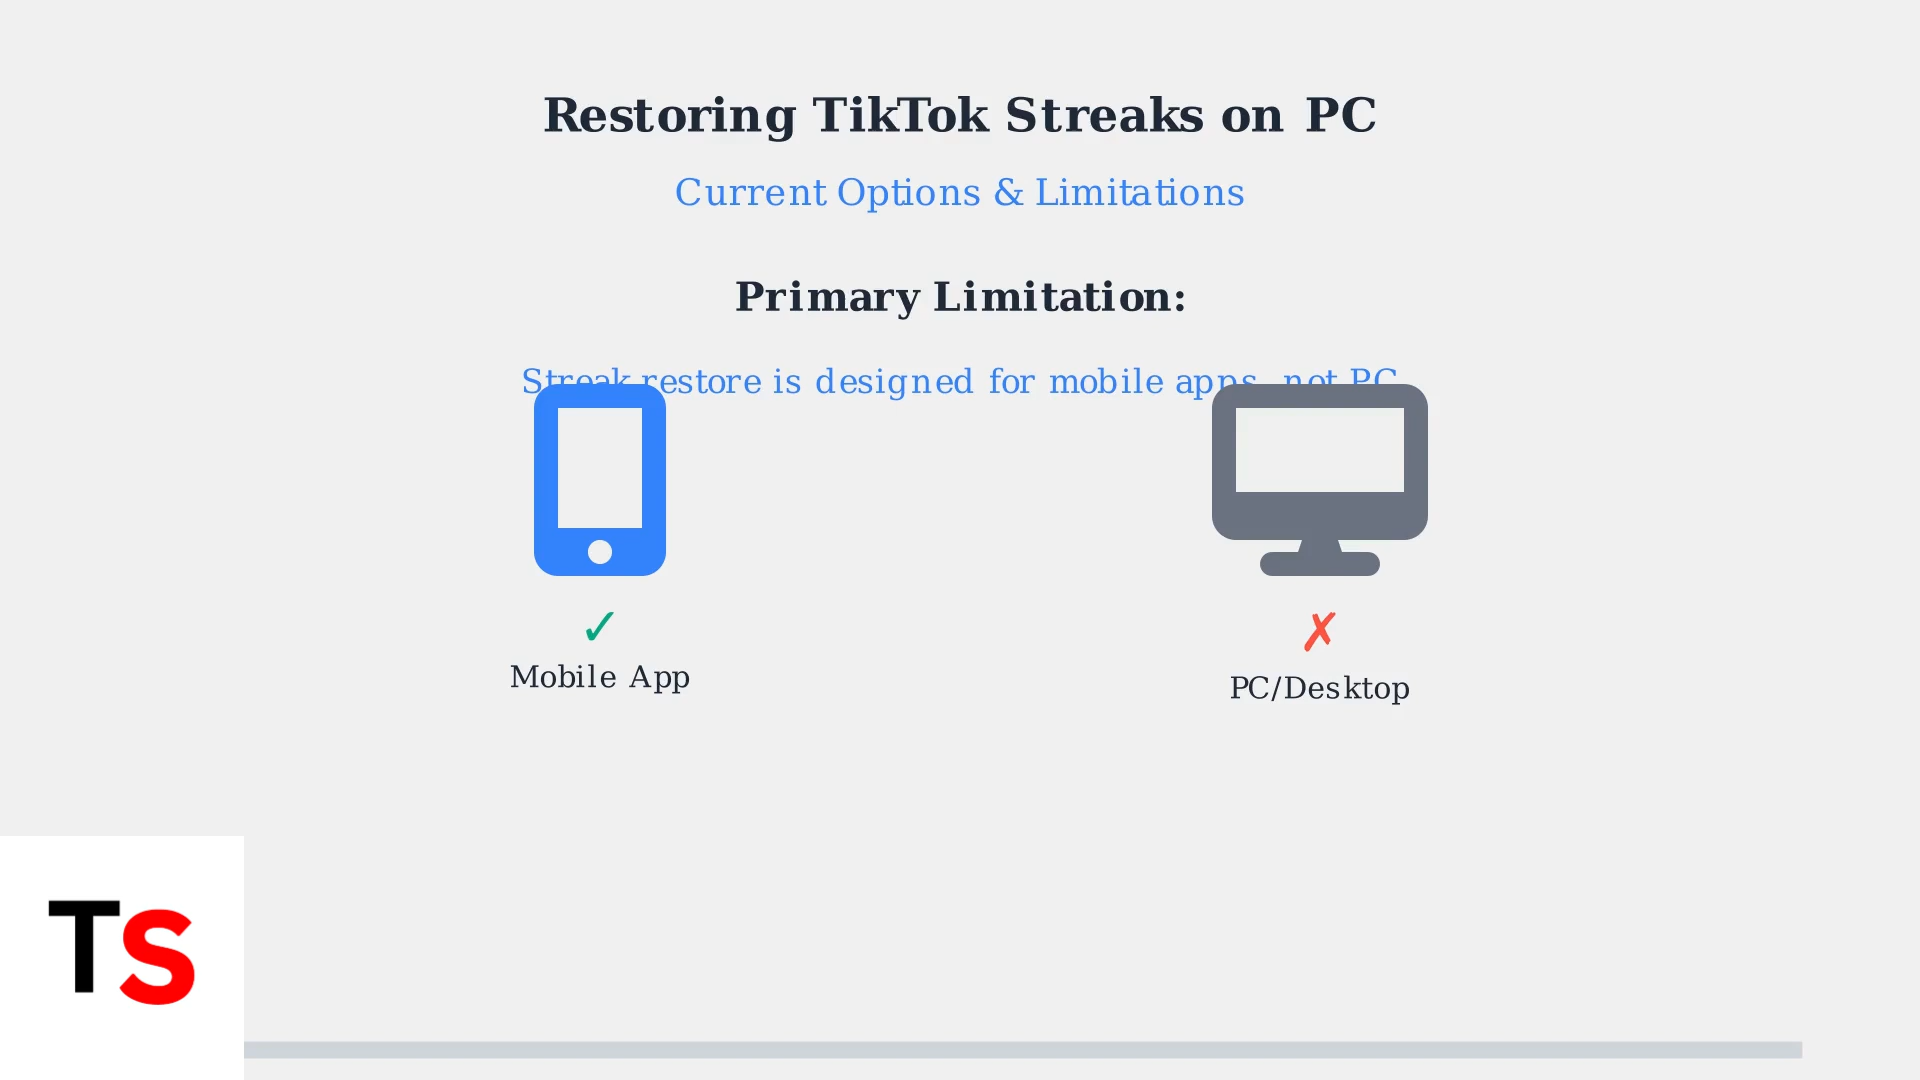 Restoring TikTok Streaks on PC
Current Options & Limitations
Primary Limitation:
Streak restore is designed for mobile apps, not PC
✓
✗
Mobile App
PC/Desktop
TS